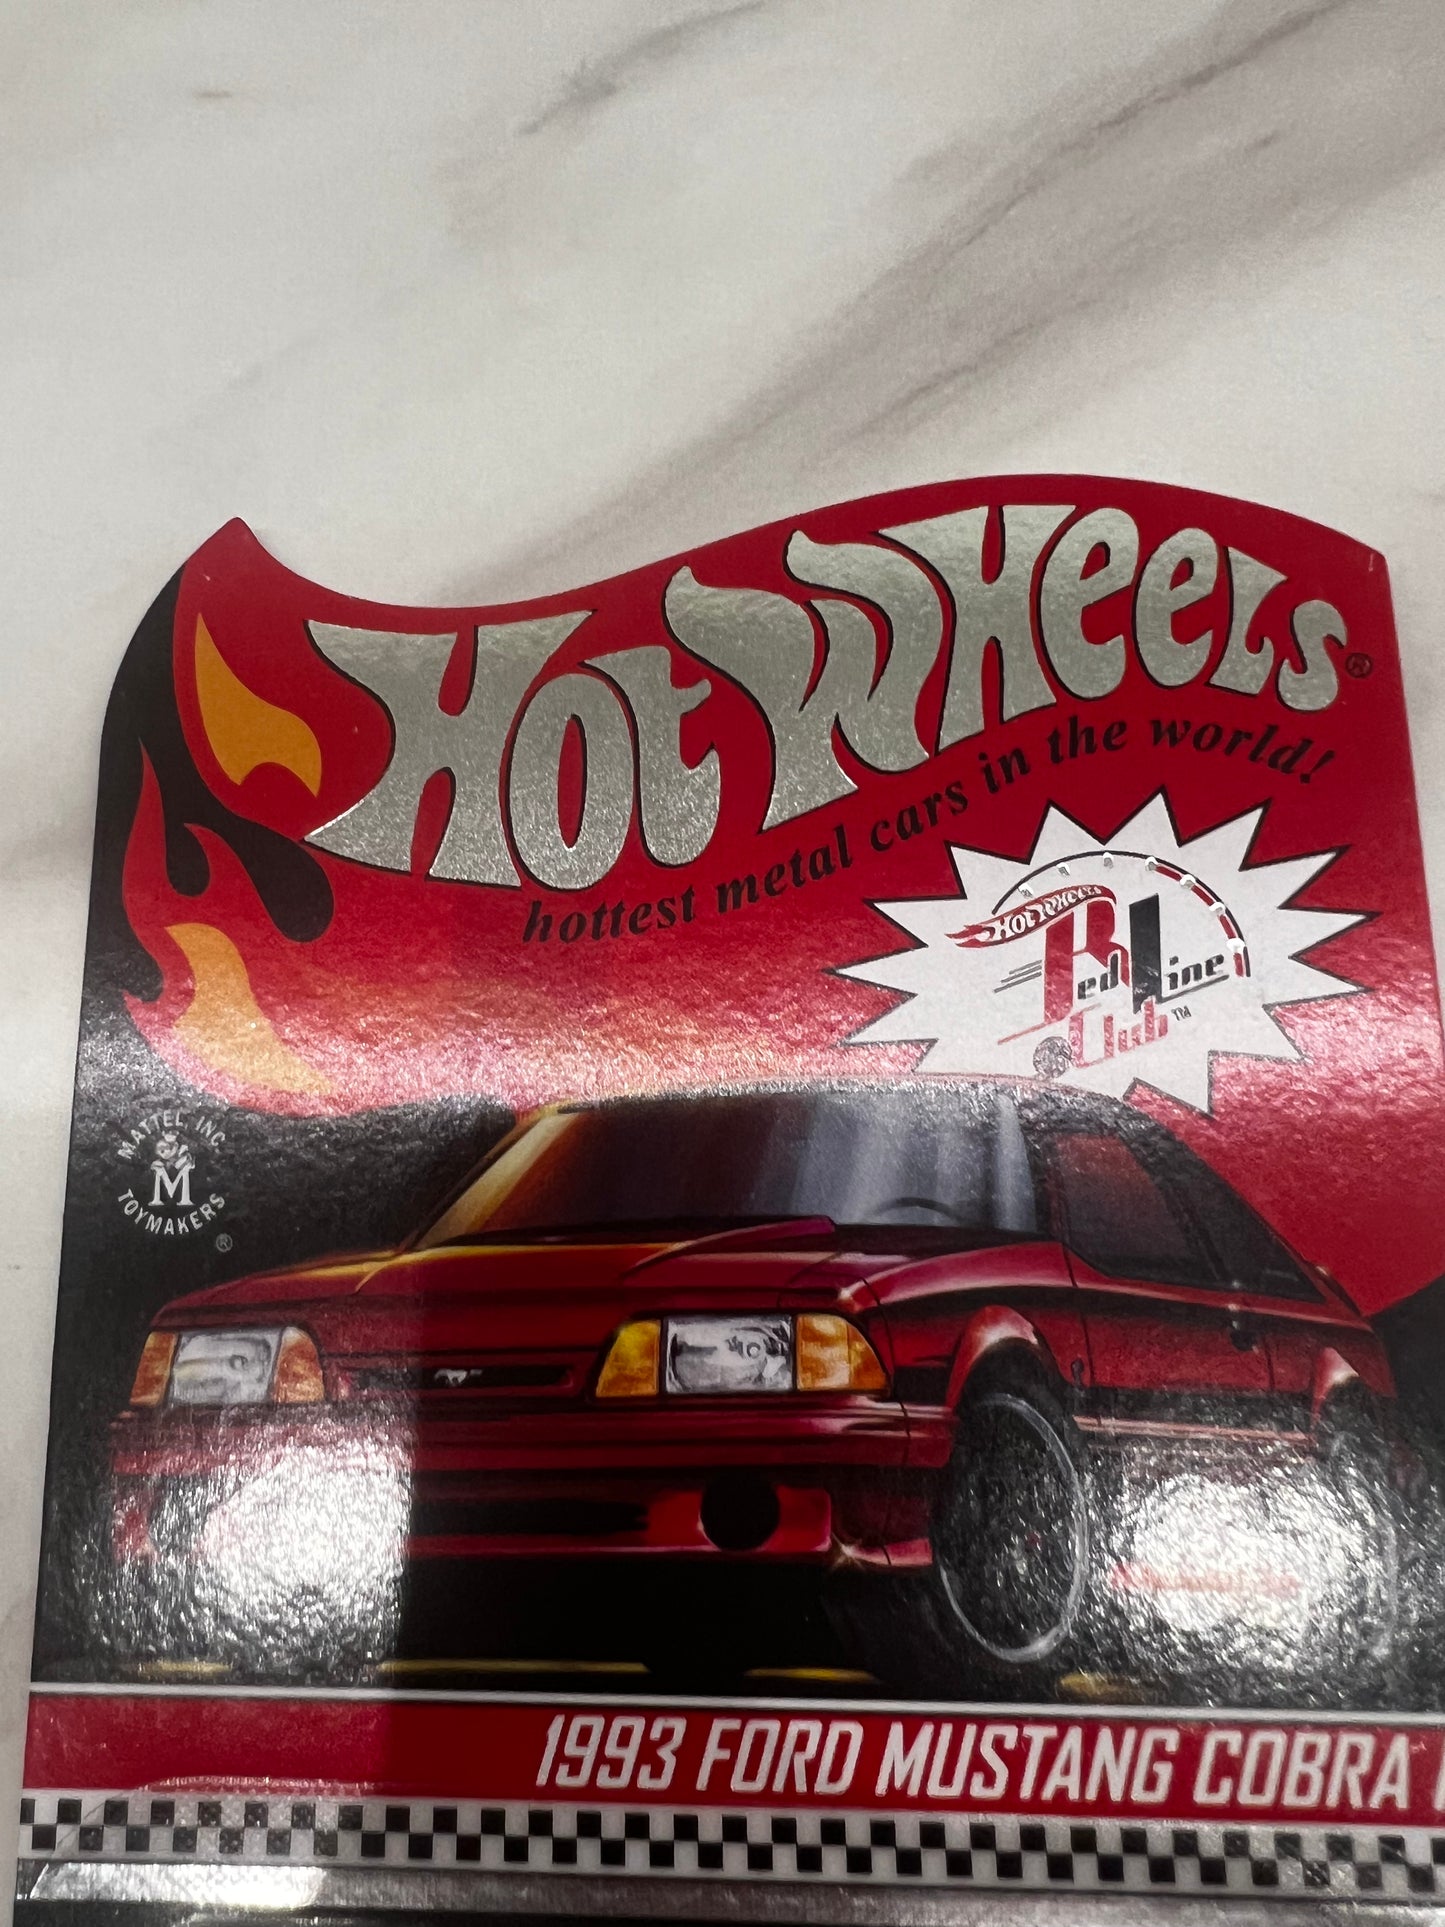 Hot Wheels®
hottest metal cars in the world!
HOT WHEELS
Red Line
Club™
MATTEL INC.
M
TOYMAKERS
®
1993 FORD MUSTANG COBRA